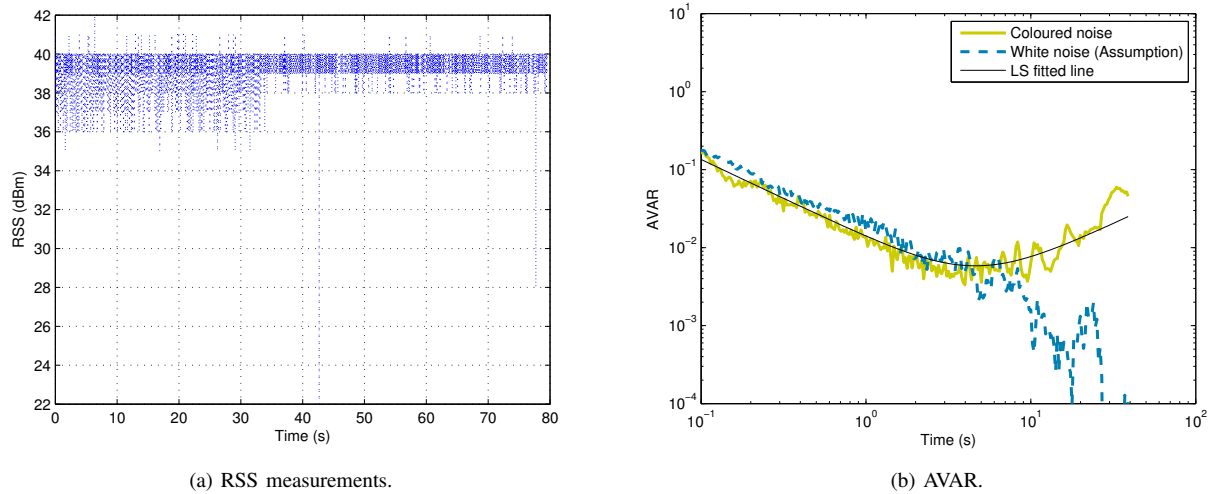 42
40
38
36
34
32
30
28
26
24
22
RSS (dBm)
0 10 20 30 40 50 60 70 80
Time (s)
(a) RSS measurements.
10^1
10^0
10^-1
10^-2
10^-3
10^-4
AVAR
Coloured noise
White noise (Assumption)
LS fitted line
10^-1 10^0 10^1 10^2
Time (s)
(b) AVAR.